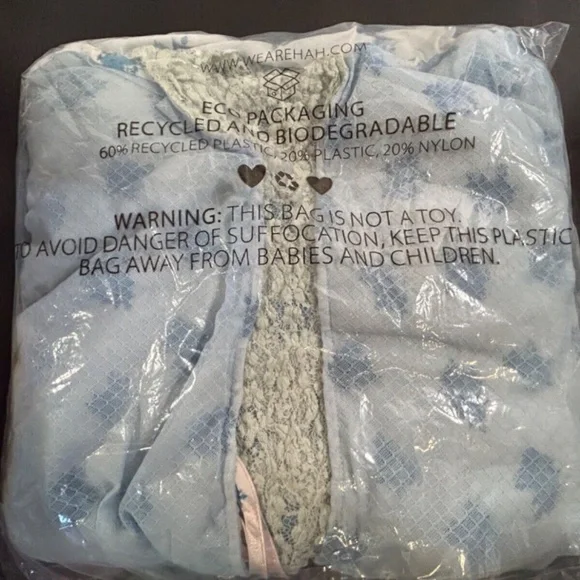 WWW.WEAREHAH.COM
ECO PACKAGING
RECYCLED AND BIODEGRADABLE
60% RECYCLED PLASTIC, 20% PLASTIC, 20% NYLON
WARNING: THIS BAG IS NOT A TOY.
TO AVOID DANGER OF SUFFOCATION, KEEP THIS PLASTIC
BAG AWAY FROM BABIES AND CHILDREN.